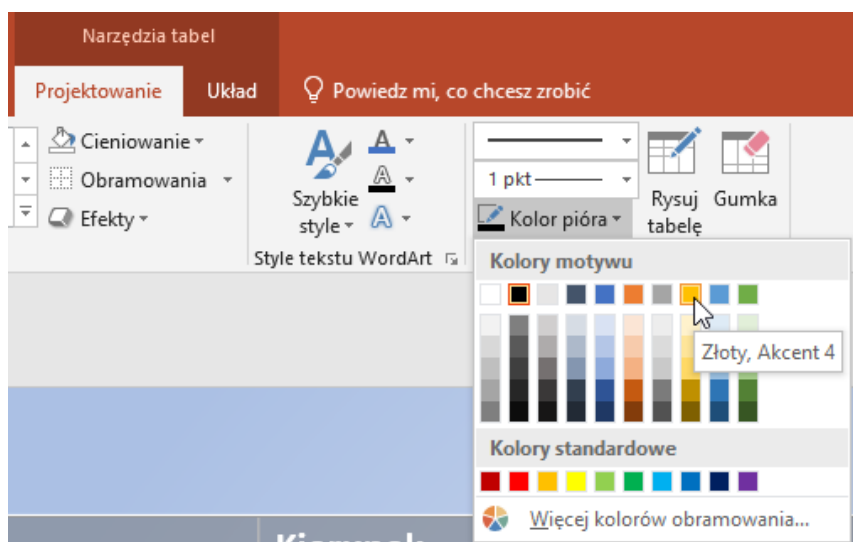 Narzędzia tabel
Projektowanie Układ Powiedz mi, co chcesz zrobić
Cieniowanie
Obramowania
Efekty
Szybkie
style
Style tekstu WordArt
1 pkt
Kolor pióra
Rysuj
tabelę
Gumka
Kolory motywu
Złoty, Akcent 4
Kolory standardowe
Więcej kolorów obramowania...